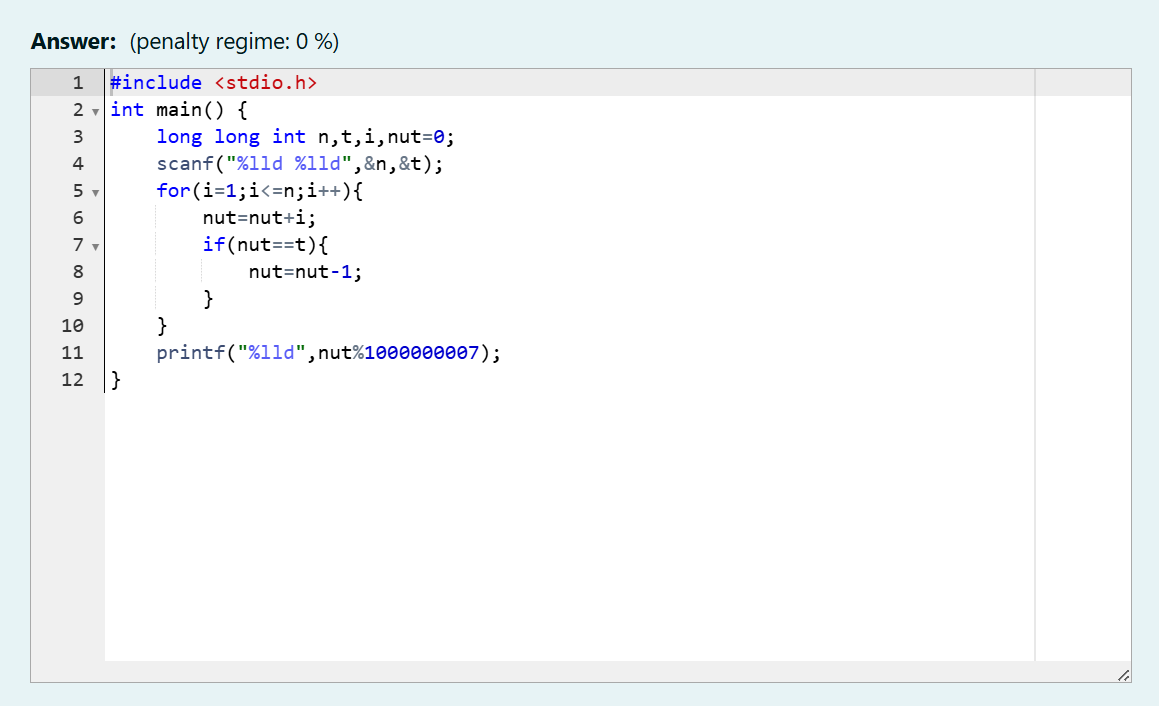 Answer: (penalty regime: 0 %)
1 #include <stdio.h>
2 int main() {
3     long long int n,t,i,nut=0;
4     scanf("%lld %lld",&n,&t);
5     for(i=1;i<=n;i++){
6         nut=nut+i;
7         if(nut==t){
8             nut=nut-1;
9         }
10     }
11     printf("%lld",nut%1000000007);
12 }